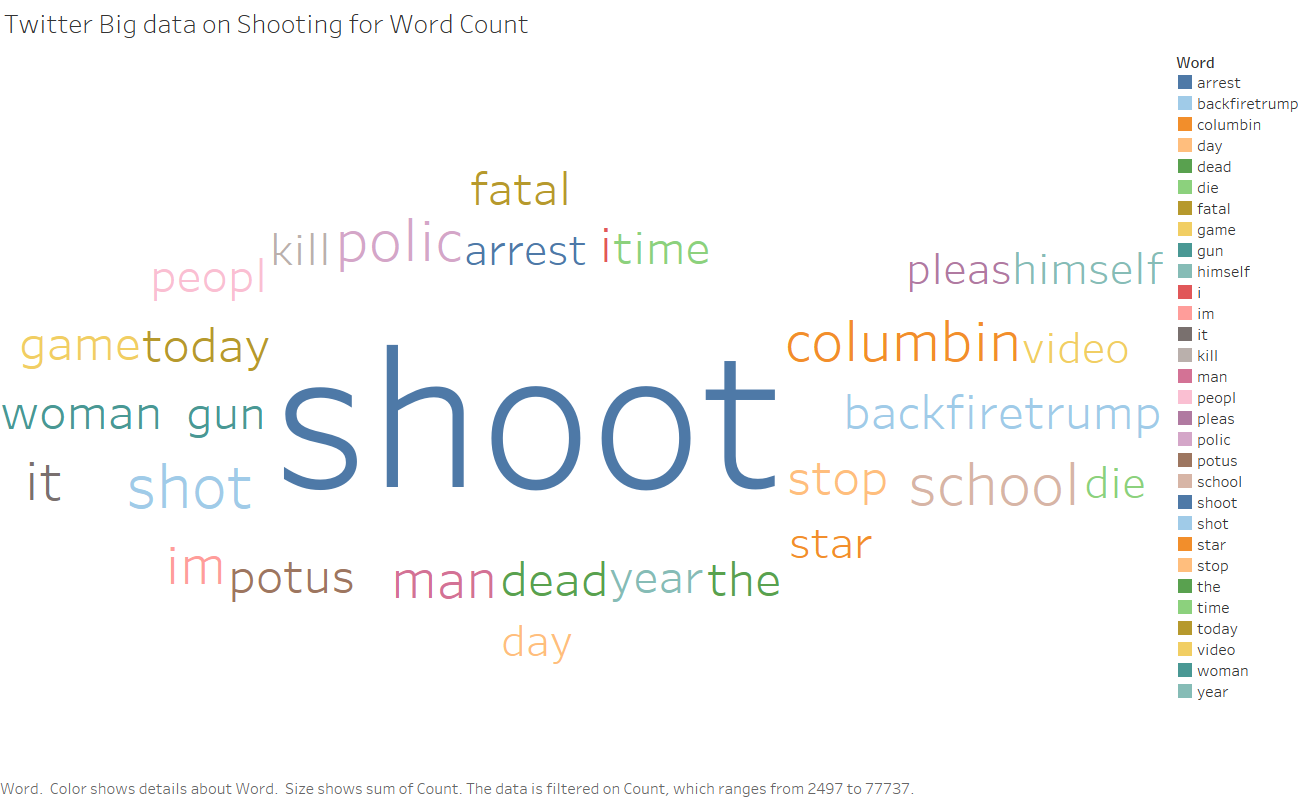 Twitter Big data on Shooting for Word Count
fatal
kill polic arrest i time
peopl
pleas himself
game today
columbin video
woman gun
shoot
backfiretrump
it shot
stop school die
star
im potus man dead year the
day
Word
arrest
backfiretrump
columbin
day
dead
die
fatal
game
gun
himself
i
im
it
kill
man
peopl
pleas
polic
potus
school
shoot
shot
star
stop
the
time
today
video
woman
year
Word. Color shows details about Word. Size shows sum of Count. The data is filtered on Count, which ranges from 2497 to 77737.